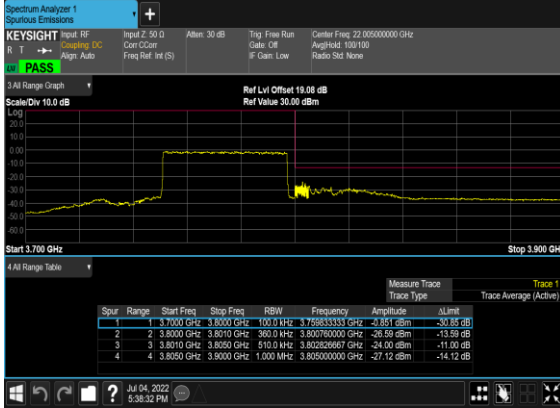 Spectrum Analyzer 1
Spurious Emissions
+
KEYSIGHT Input: RF Input Z: 50 Ω Atten: 30 dB Trig: Free Run Center Freq: 22.005000000 GHz
R T Coupling: DC Corr CCorr Gate: Off Avg|Hold: 100/100
Align: Auto Freq Ref: Int (S) IF Gain: Low Radio Std: None
PASS
3 All Range Graph
Ref Lvl Offset 19.08 dB
Scale/Div 10.0 dB Ref Value 30.00 dBm
Log
20.0
10.0
0.00
-10.0
-20.0
-30.0
-40.0
-50.0
-60.0
Start 3.700 GHz Stop 3.900 GH
4 All Range Table
Measure Trace Trace 1
Trace Type Trace Average (Active)
Spur Range Start Freq Stop Freq RBW Frequency Amplitude ΔLimit
1 1 3.7000 GHz 3.8000 GHz 100.0 kHz 3.759833333 GHz -0.851 dBm -30.85 dB
2 2 3.8000 GHz 3.8010 GHz 360.0 kHz 3.800760000 GHz -26.59 dBm -13.59 dB
3 3 3.8010 GHz 3.8050 GHz 510.0 kHz 3.802826667 GHz -24.00 dBm -11.00 dB
4 4 3.8050 GHz 3.9000 GHz 1.000 MHz 3.805000000 GHz -27.12 dBm -14.12 dB
? Jul 04, 2022
5:38:32 PM